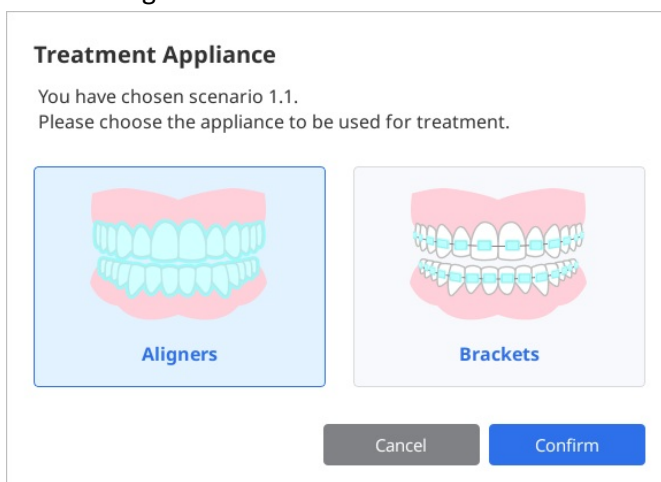 Treatment Appliance
You have chosen scenario 1.1.
Please choose the appliance to be used for treatment.
Aligners
Brackets
Cancel
Confirm